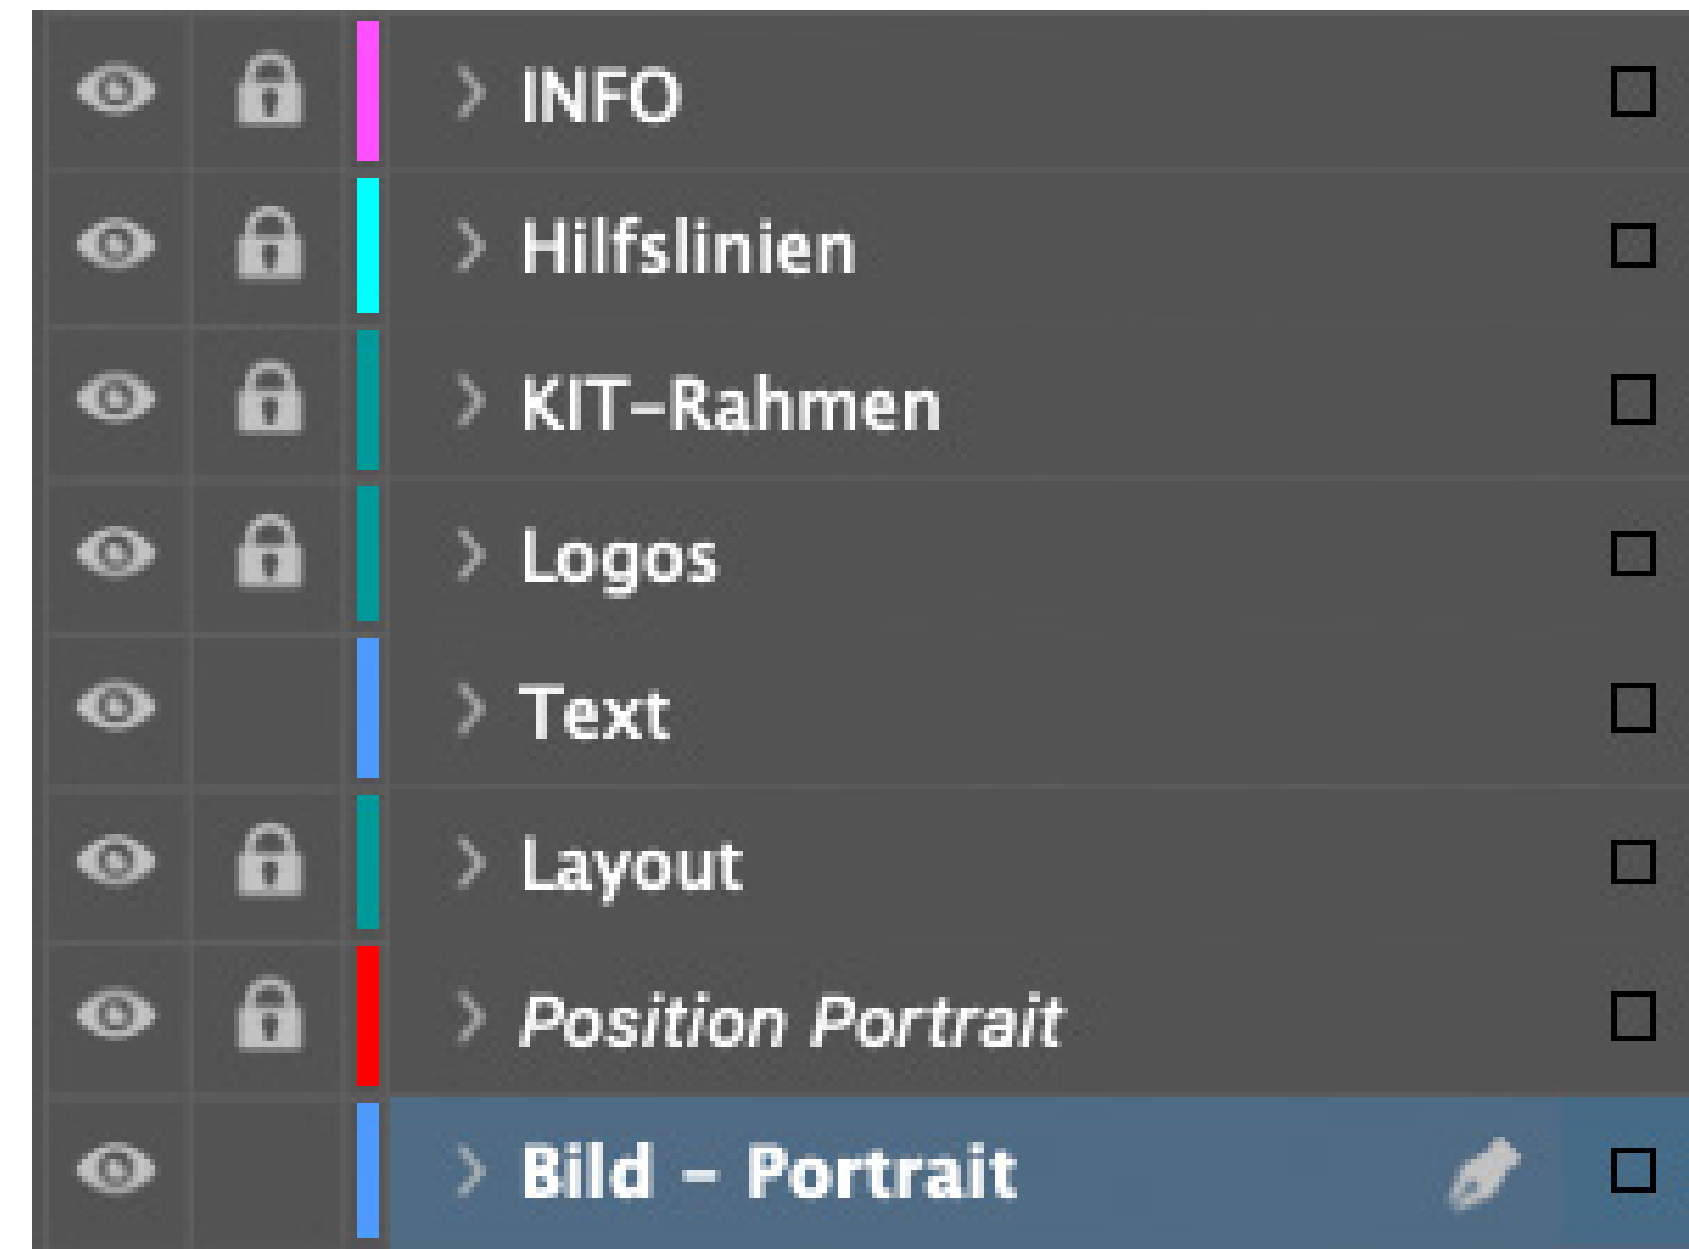 INFO
Hilfslinien
KIT-Rahmen
Logos
Text
Layout
Position Portrait
Bild - Portrait